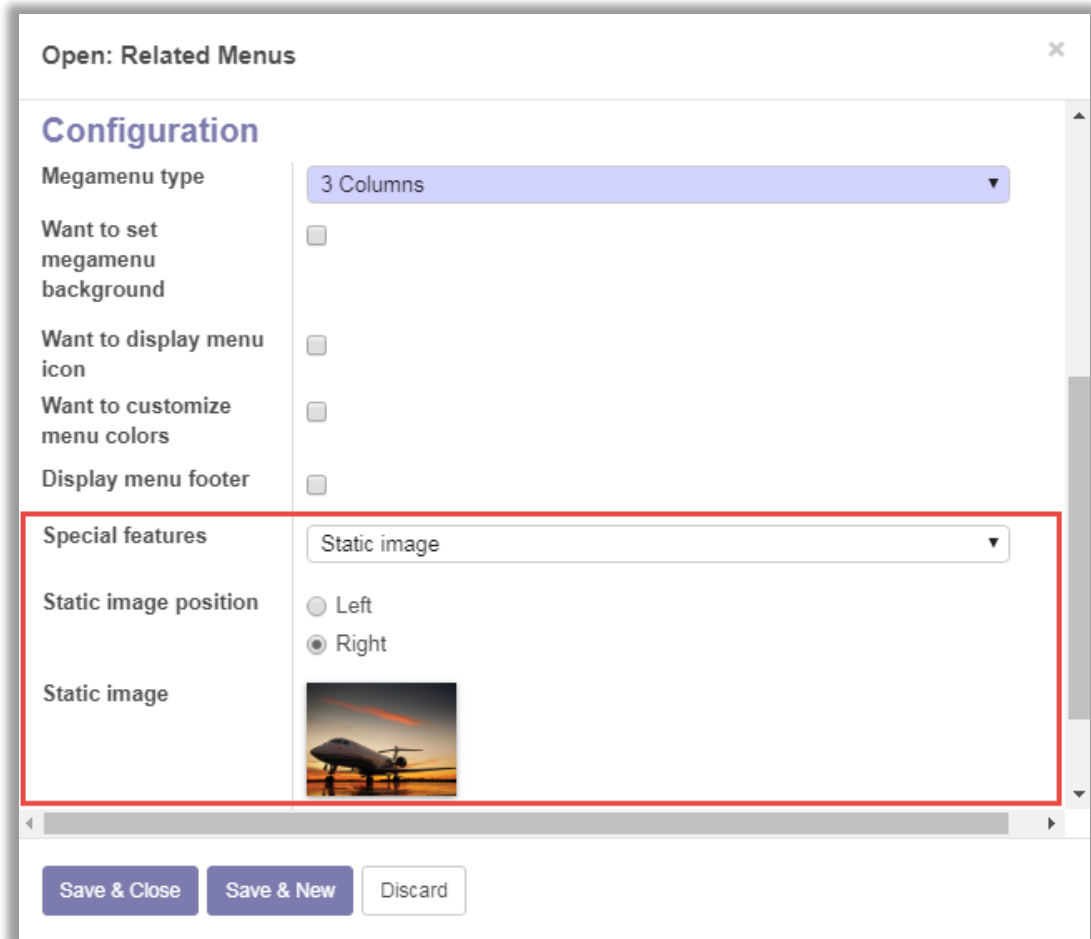 Open: Related Menus
×
Configuration
Megamenu type
3 Columns
Want to set
megamenu
background
Want to display menu
icon
Want to customize
menu colors
Display menu footer
Special features
Static image
Static image position
Left
Right
Static image
Save & Close
Save & New
Discard